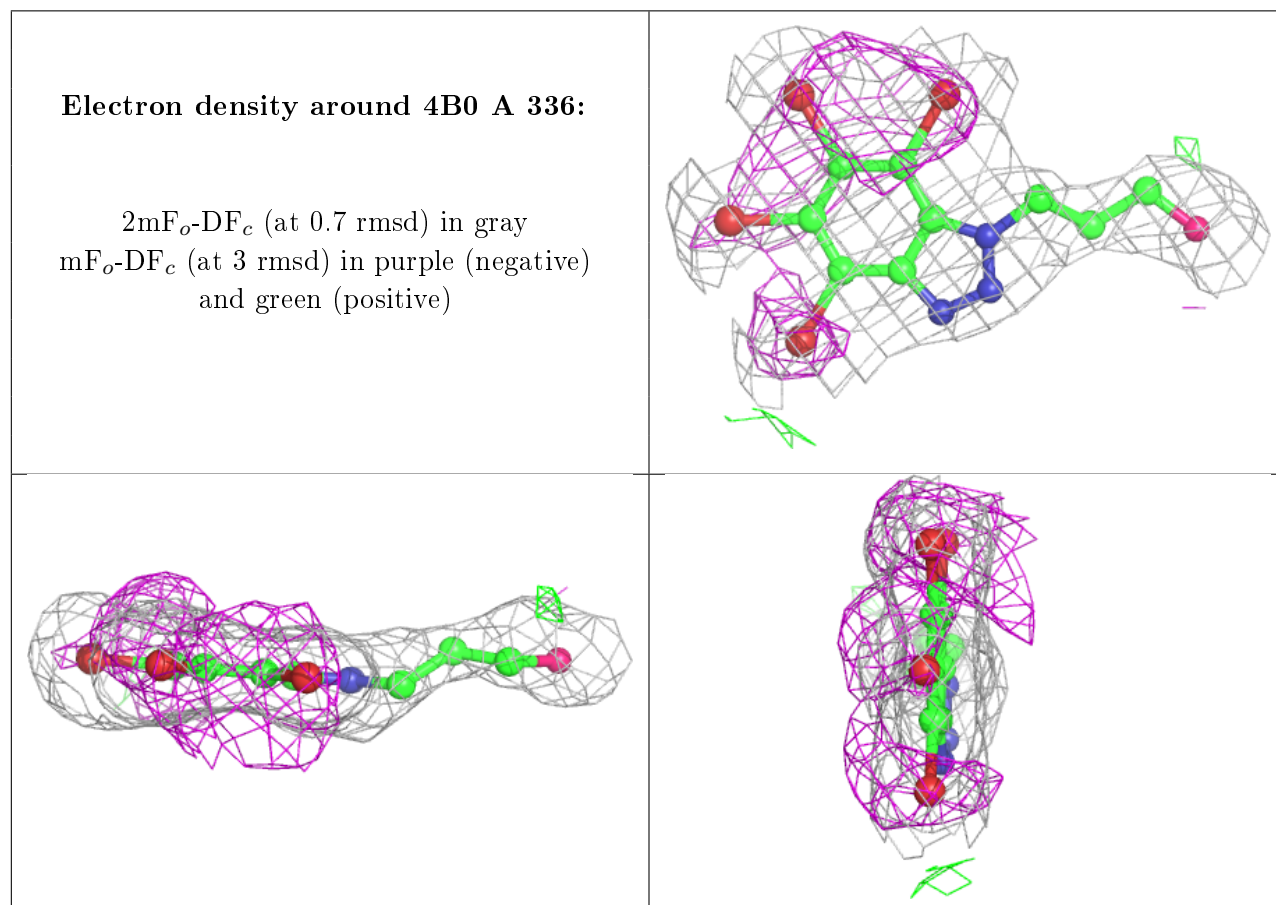 Electron density around 4B0 A 336:
2mFo-DFc (at 0.7 rmsd) in gray
mFo-DFc (at 3 rmsd) in purple (negative)
and green (positive)